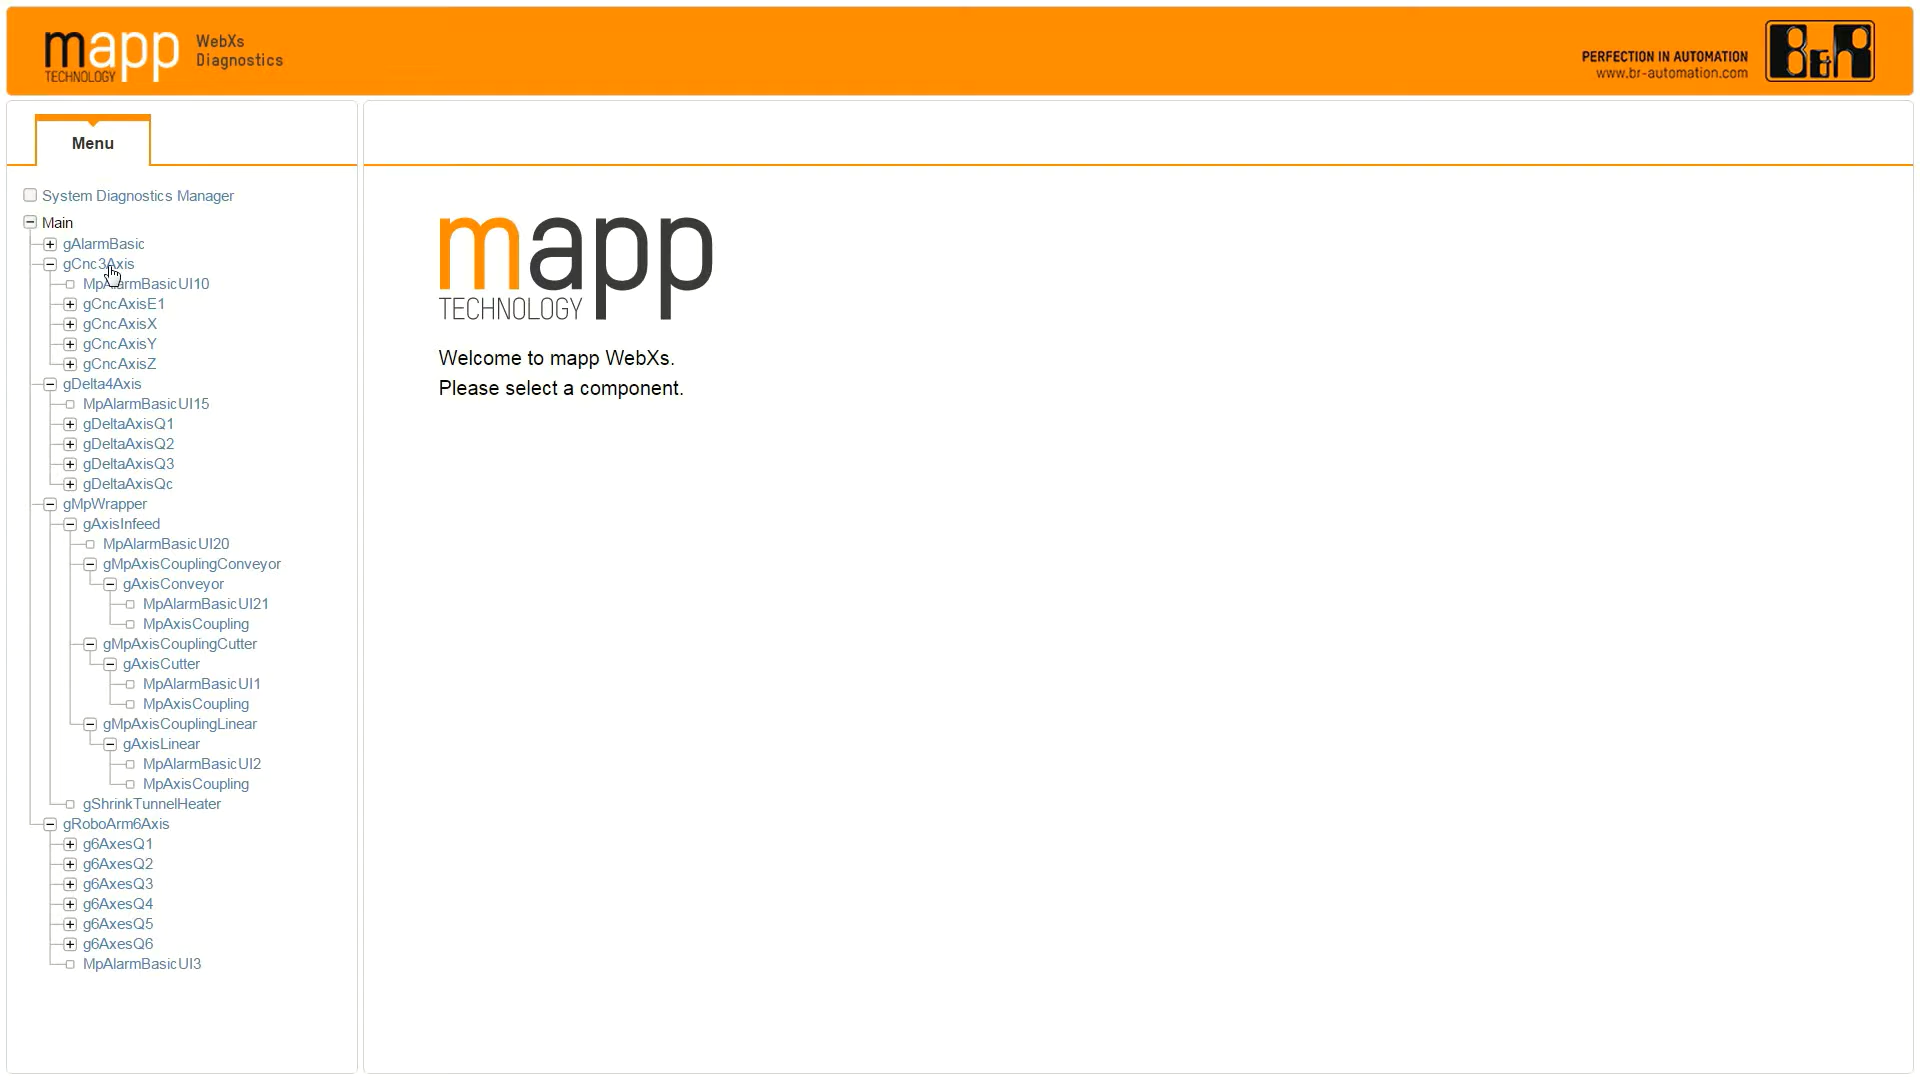 mapp
TECHNOLOGY
WebXs
Diagnostics
PERFECTION IN AUTOMATION
www.br-automation.com
B&R
Menu
System Diagnostics Manager
Main
gAlarmBasic
gCnc3Axis
MpAlarmBasicUI10
gCncAxisE1
gCncAxisX
gCncAxisY
gCncAxisZ
gDelta4Axis
MpAlarmBasicUI15
gDeltaAxisQ1
gDeltaAxisQ2
gDeltaAxisQ3
gDeltaAxisQc
gMpWrapper
gAxisInfeed
MpAlarmBasicUI20
gMpAxisCouplingConveyor
gAxisConveyor
MpAlarmBasicUI21
MpAxisCoupling
gMpAxisCouplingCutter
gAxisCutter
MpAlarmBasicUI1
MpAxisCoupling
gMpAxisCouplingLinear
gAxisLinear
MpAlarmBasicUI2
MpAxisCoupling
gShrinkTunnelHeater
gRoboArm6Axis
g6AxesQ1
g6AxesQ2
g6AxesQ3
g6AxesQ4
g6AxesQ5
g6AxesQ6
MpAlarmBasicUI3
mapp
TECHNOLOGY
Welcome to mapp WebXs.
Please select a component.